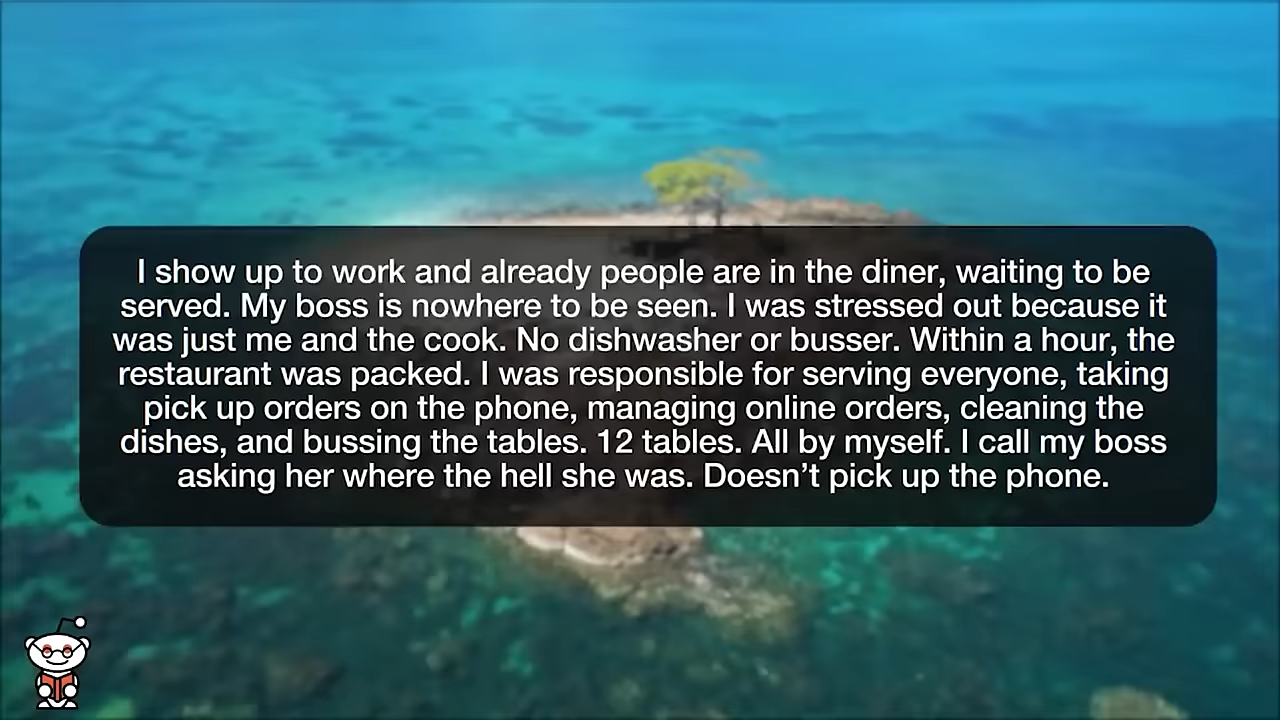 I show up to work and already people are in the diner, waiting to be
served. My boss is nowhere to be seen. I was stressed out because it
was just me and the cook. No dishwasher or busser. Within a hour, the
restaurant was packed. I was responsible for serving everyone, taking
pick up orders on the phone, managing online orders, cleaning the
dishes, and bussing the tables. 12 tables. All by myself. I call my boss
asking her where the hell she was. Doesn’t pick up the phone.